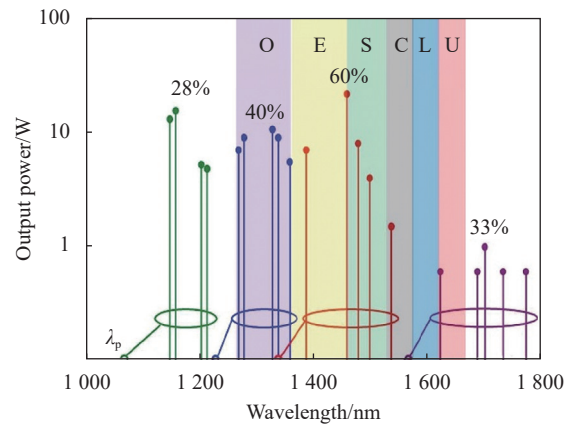 100
O E S C L U
28%
60%
40%
10
Output power/W
33%
1
λp
1 000 1 200 1 400 1 600 1 800
Wavelength/nm